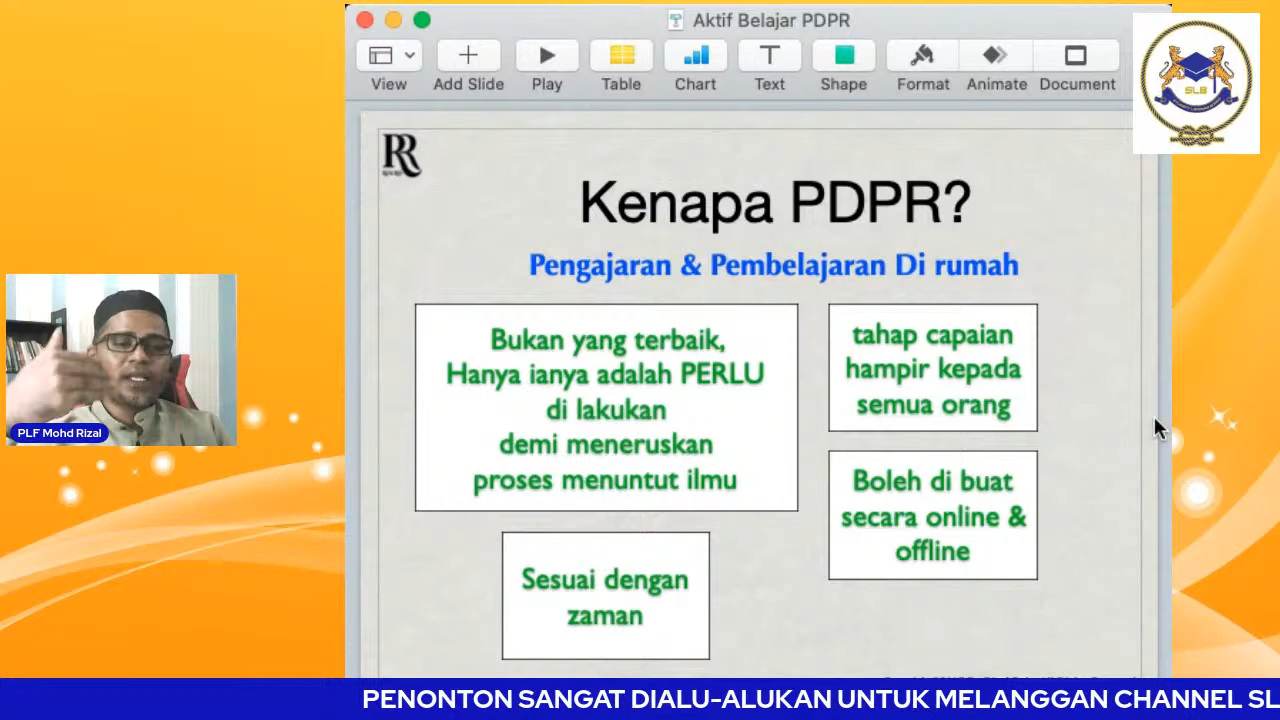 Aktif Belajar PDPR
View
Add Slide
Play
Table
Chart
Text
Shape
Format
Animate
Document
SLB
RR
Kenapa PDPR?
Pengajaran & Pembelajaran Di rumah
Bukan yang terbaik,
Hanya ianya adalah PERLU
di lakukan
demi meneruskan
proses menuntut ilmu
tahap capaian
hampir kepada
semua orang
Boleh di buat
secara online &
offline
Sesuai dengan
zaman
PLF Mohd Rizal
PENONTON SANGAT DIALU-ALUKAN UNTUK MELANGGAN CHANNEL SL